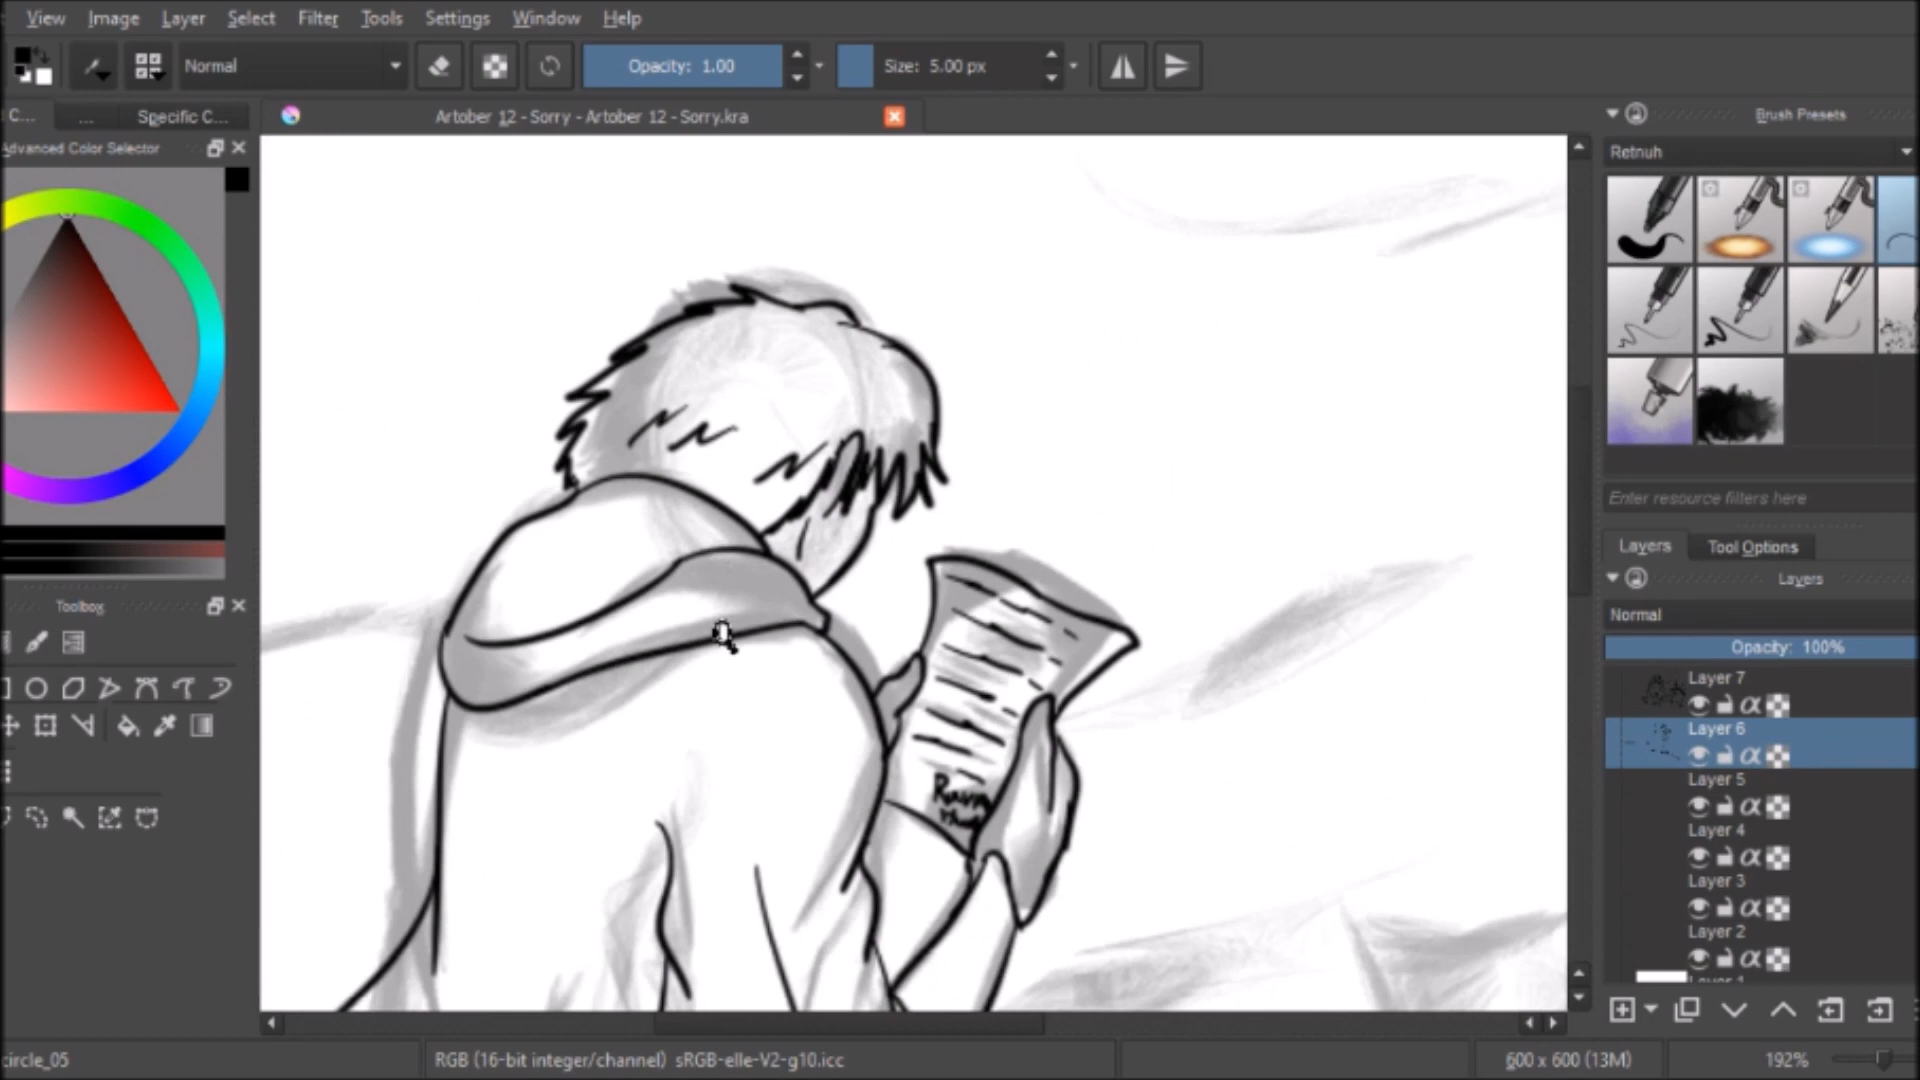 View Image Layer Select Filter Tools Settings Window Help
Normal Opacity: 1.00 Size: 5.00 px
C... ... Specific C... Artober 12 - Sorry - Artober 12 - Sorry.kra Brush Presets
Advanced Color Selector
Retnuh
Enter resource filters here
Layers Tool Options
Toolbox Layers
Normal
Opacity: 100%
Layer 7
Layer 6
Layer 5
Layer 4
Layer 3
Layer 2
circle_05 RGB (16-bit integer/channel) sRGB-elle-V2-g10.icc 600 x 600 (13M) 192%